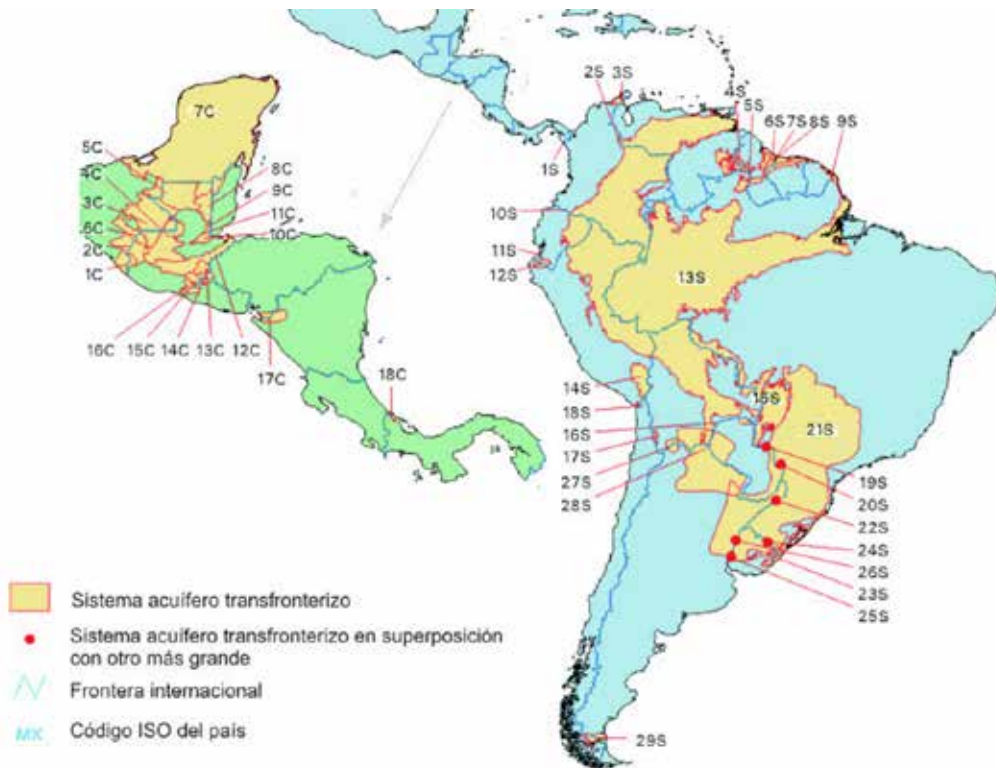 7C
5C
4C
3C
6C
2C
1C
8C
9C
11C
10C
16C
15C
14C
13C
12C
17C
18C
2S
3S
4S
5S
6S
7S
8S
9S
1S
10S
11S
12S
13S
14S
18S
16S
17S
27S
28S
15S
21S
19S
20S
22S
24S
26S
23S
25S
29S
Sistema acuífero transfronterizo
Sistema acuífero transfronterizo en superposición
con otro más grande
Frontera internacional
MX
Código ISO del país